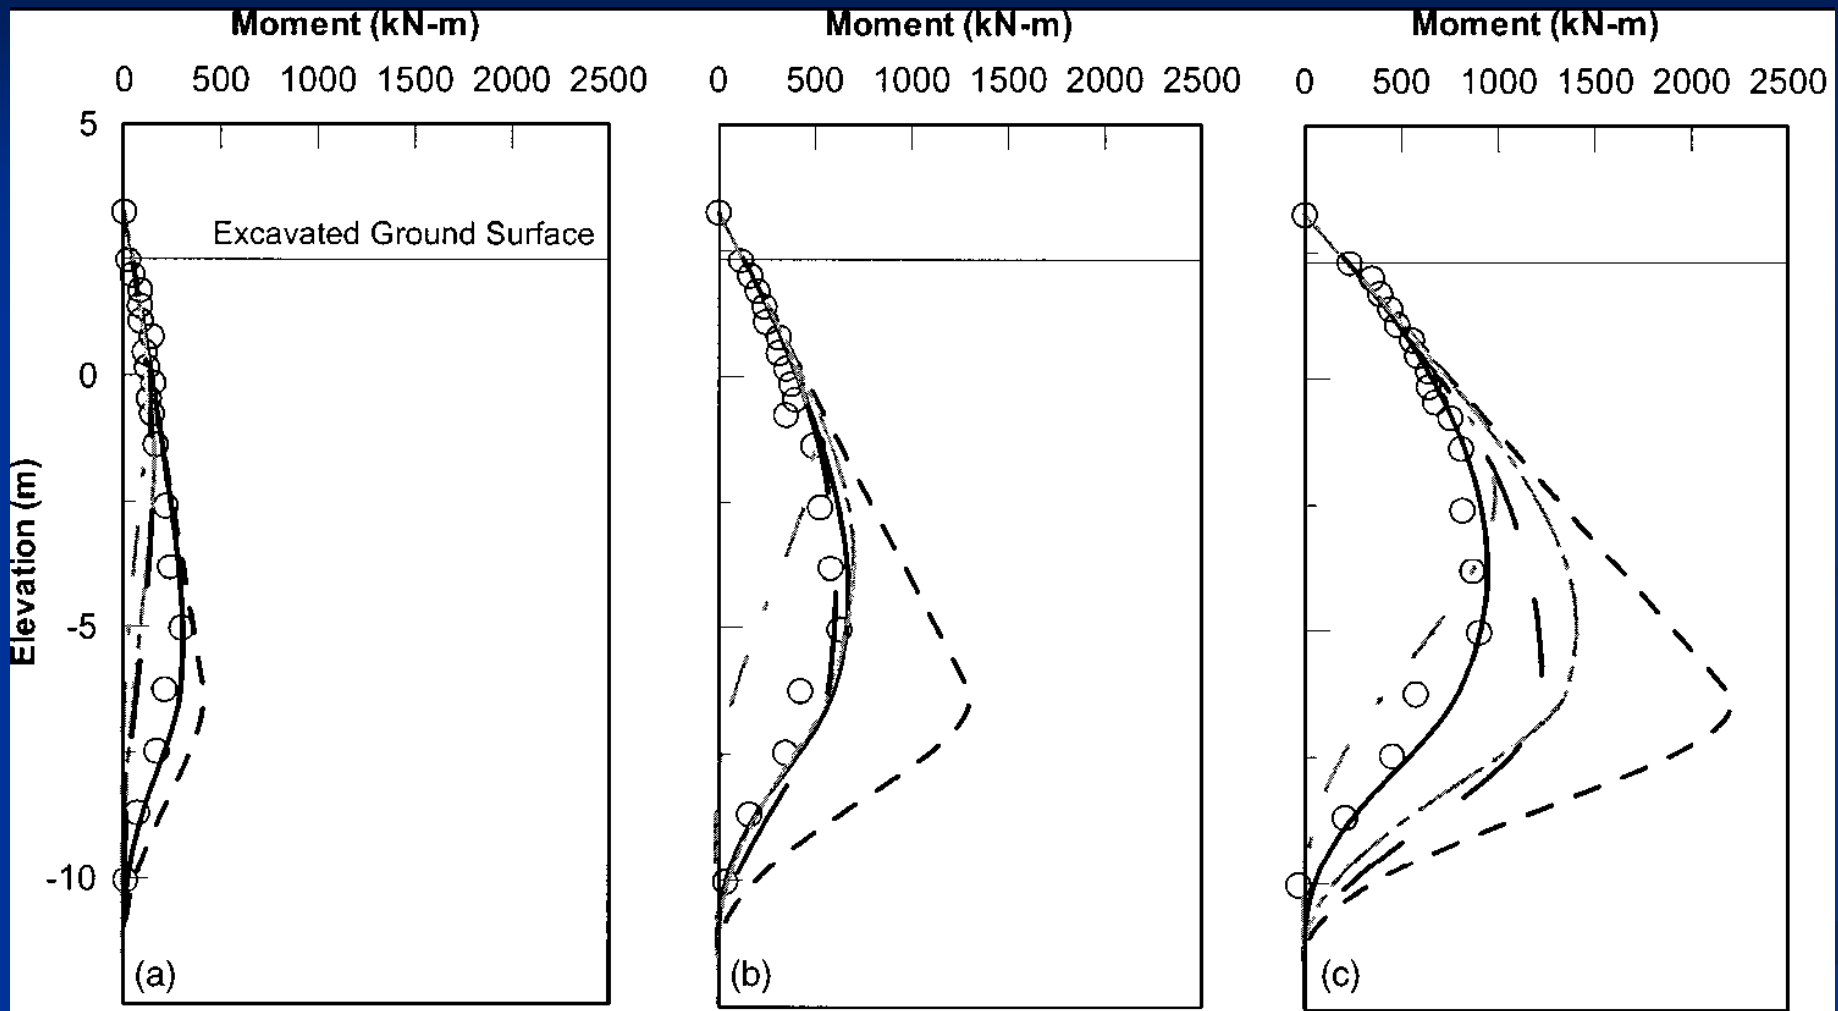 Moment (kN-m)
Moment (kN-m)
Moment (kN-m)
0 500 1000 1500 2000 2500
0 500 1000 1500 2000 2500
0 500 1000 1500 2000 2500
5
Excavated Ground Surface
0
Elevation (m)
-5
-10
(a)
(b)
(c)